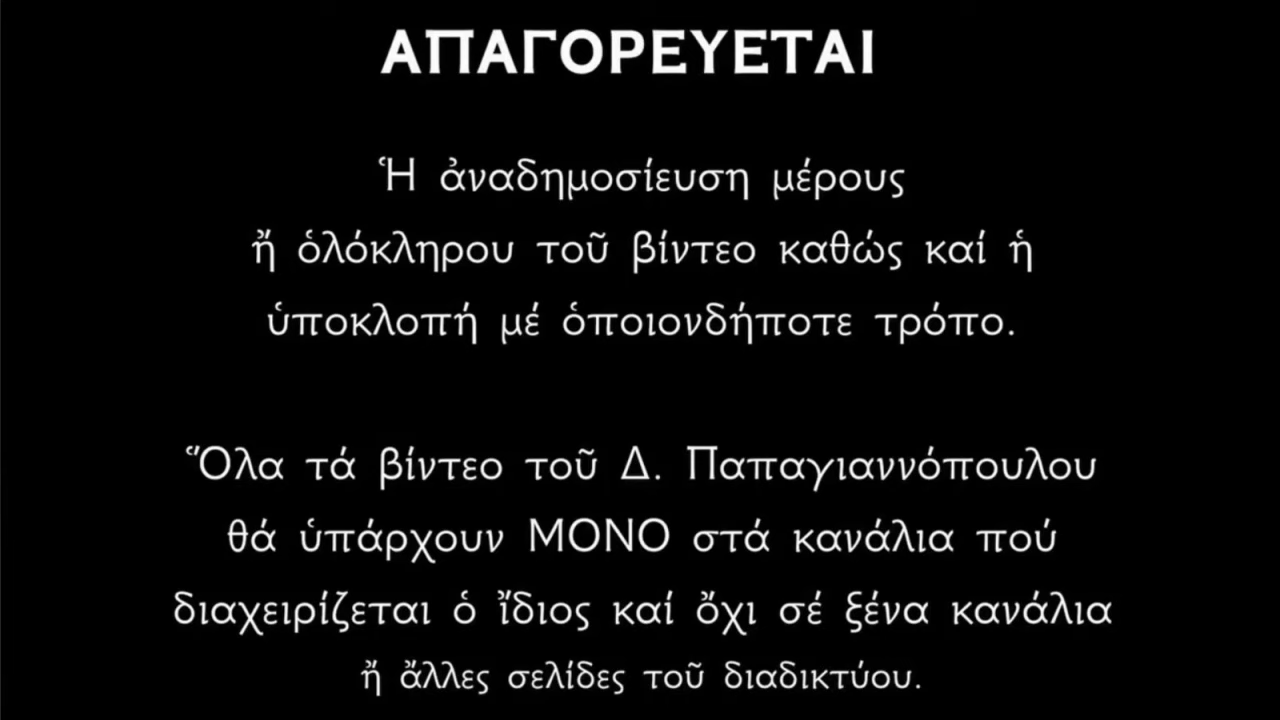 ΑΠΑΓΟΡΕΥΕΤΑΙ
Ἡ ἀναδημοσίευση μέρους
ἤ ὁλόκληρου τοῦ βίντεο καθώς καί ἡ
ὑποκλοπή μέ ὁποιονδήποτε τρόπο.
Ὅλα τά βίντεο τοῦ Δ. Παπαγιαννόπουλου
θά ὑπάρχουν ΜΟΝΟ στά κανάλια πού
διαχειρίζεται ὁ ἴδιος καί ὄχι σέ ξένα κανάλια
ἤ ἄλλες σελίδες τοῦ διαδικτύου.